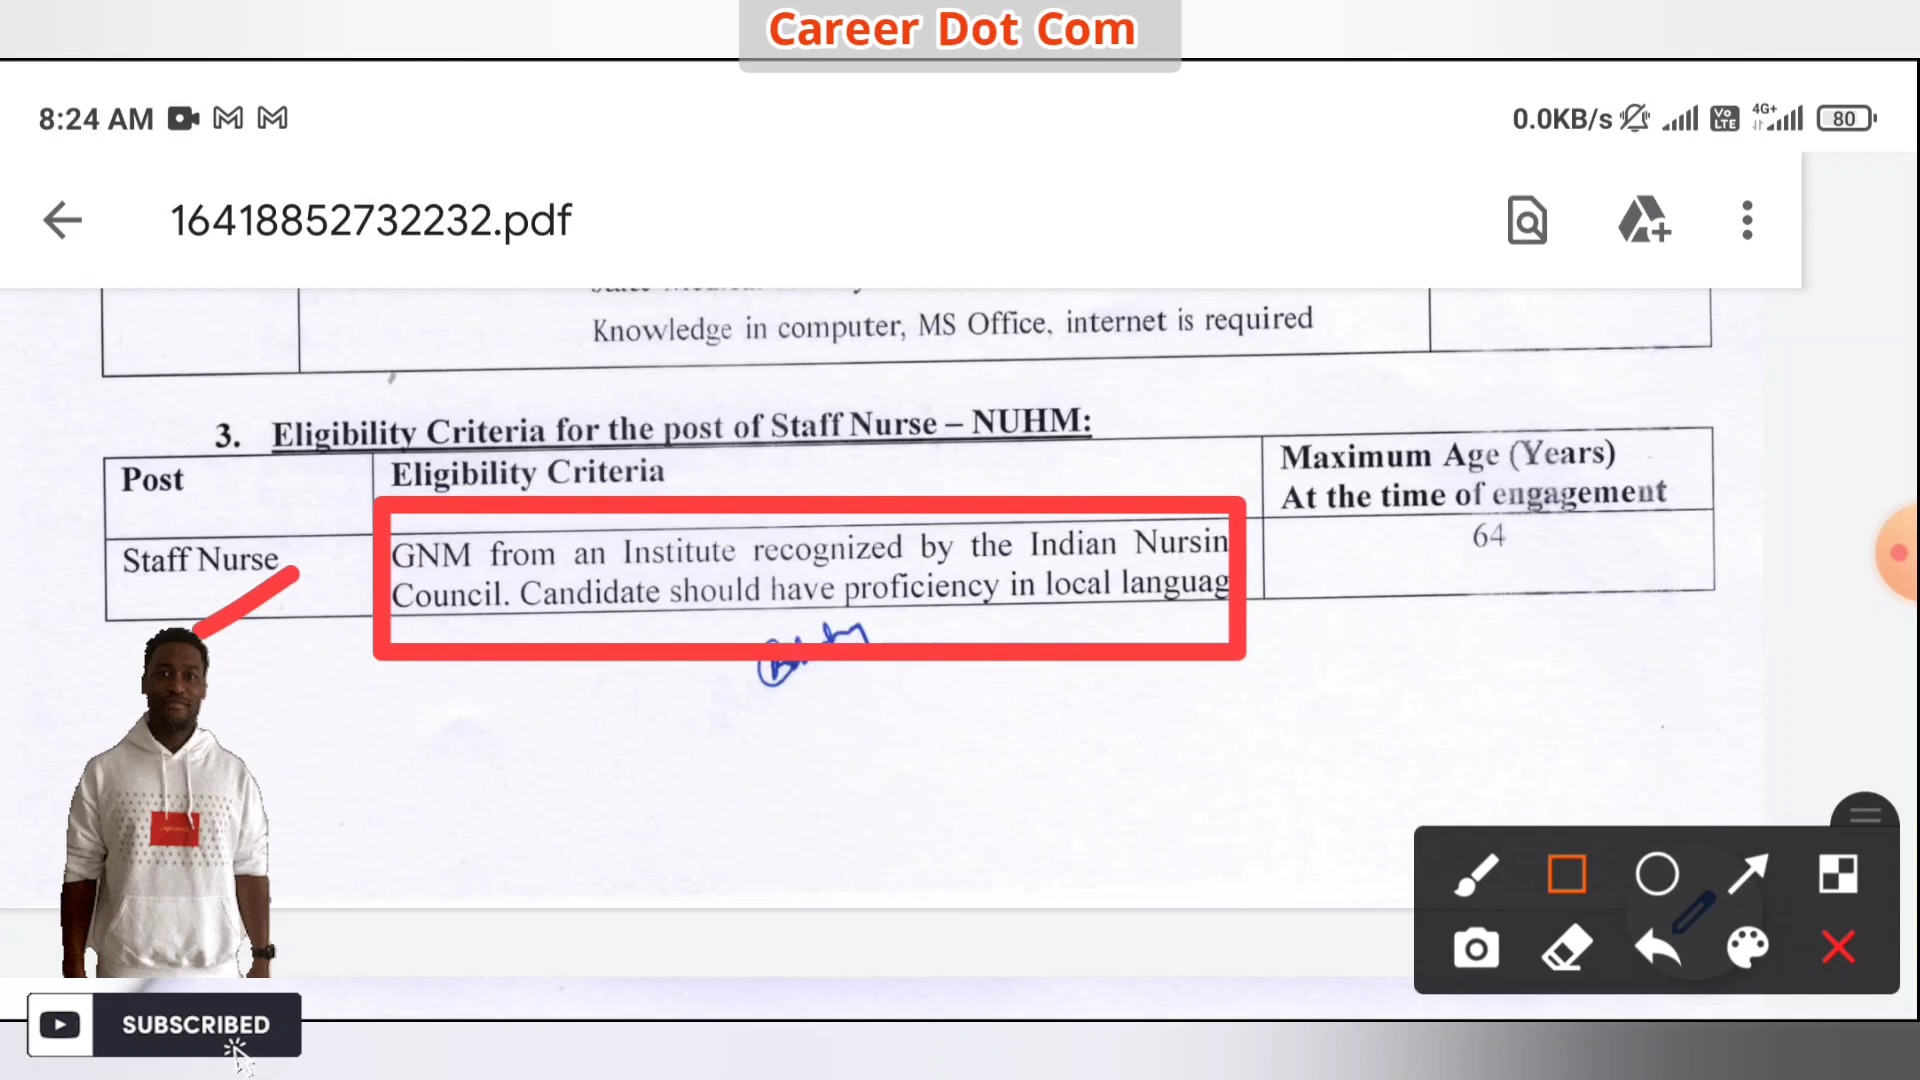 Career Dot Com
8:24 AM
0.0KB/s
Vo LTE
4G+
80
16418852732232.pdf
Knowledge in computer, MS Office, internet is required
3. Eligibility Criteria for the post of Staff Nurse – NUHM:
Post
Eligibility Criteria
Maximum Age (Years)
At the time of engagement
Staff Nurse
GNM from an Institute recognized by the Indian Nursin
Council. Candidate should have proficiency in local languag
64
SUBSCRIBED